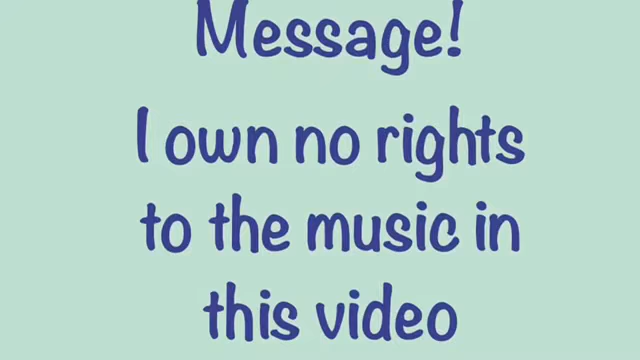 Message!
I own no rights
to the music in
this video